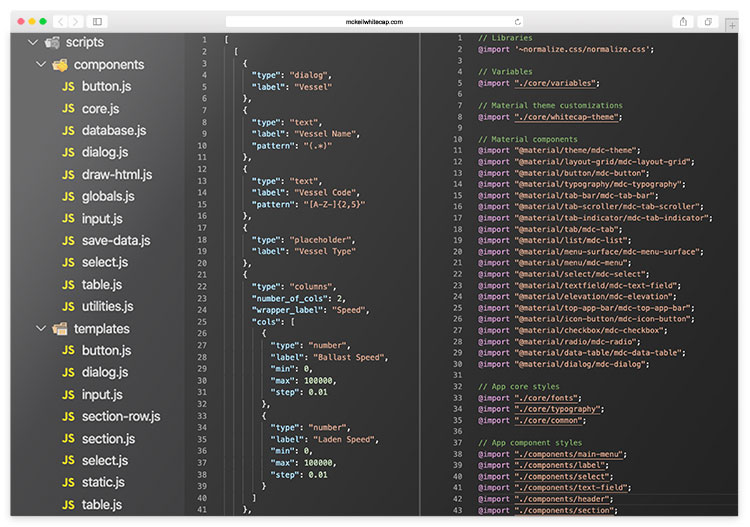 mckeilwhitecap.com
scripts
components
JS button.js
JS core.js
JS database.js
JS dialog.js
JS draw-html.js
JS globals.js
JS input.js
JS save-data.js
JS select.js
JS table.js
JS utilities.js
templates
JS button.js
JS dialog.js
JS input.js
JS section-row.js
JS section.js
JS select.js
JS static.js
JS table.js
1 [
2 [
3 {
4 "type": "dialog",
5 "label": "Vessel"
6 },
7 {
8 "type": "text",
9 "label": "Vessel Name",
10 "pattern": "(.*)"
11 },
12 {
13 "type": "text",
14 "label": "Vessel Code",
15 "pattern": "[A-Z-]{2,5}"
16 },
17 {
18 "type": "placeholder",
19 "label": "Vessel Type"
20 },
21 {
22 "type": "columns",
23 "number_of_cols": 2,
24 "wrapper_label": "Speed",
25 "cols": [
26 {
27 "type": "number",
28 "label": "Ballast Speed",
29 "min": 0,
30 "max": 100000,
31 "step": 0.01
32 },
33 {
34 "type": "number",
35 "label": "Laden Speed",
36 "min": 0,
37 "max": 100000,
38 "step": 0.01
39 }
40 ]
41 },
1 // Libraries
2 @import '~normalize.css/normalize.css';
3
4 // Variables
5 @import "./core/variables";
6
7 // Material theme customizations
8 @import "./core/whitecap-theme";
9
10 // Material components
11 @import "@material/theme/mdc-theme";
12 @import "@material/layout-grid/mdc-layout-grid";
13 @import "@material/button/mdc-button";
14 @import "@material/typography/mdc-typography";
15 @import "@material/tab-bar/mdc-tab-bar";
16 @import "@material/tab-scroller/mdc-tab-scroller";
17 @import "@material/tab-indicator/mdc-tab-indicator";
18 @import "@material/tab/mdc-tab";
19 @import "@material/list/mdc-list";
20 @import "@material/menu-surface/mdc-menu-surface";
21 @import "@material/menu/mdc-menu";
22 @import "@material/select/mdc-select";
23 @import "@material/textfield/mdc-text-field";
24 @import "@material/elevation/mdc-elevation";
25 @import "@material/top-app-bar/mdc-top-app-bar";
26 @import "@material/icon-button/mdc-icon-button";
27 @import "@material/checkbox/mdc-checkbox";
28 @import "@material/radio/mdc-radio";
29 @import "@material/data-table/mdc-data-table";
30 @import "@material/dialog/mdc-dialog";
31
32 // App core styles
33 @import "./core/fonts";
34 @import "./core/typography";
35 @import "./core/common";
36
37 // App component styles
38 @import "./components/main-menu";
39 @import "./components/label";
40 @import "./components/select";
41 @import "./components/text-field";
42 @import "./components/header";
43 @import "./components/section";